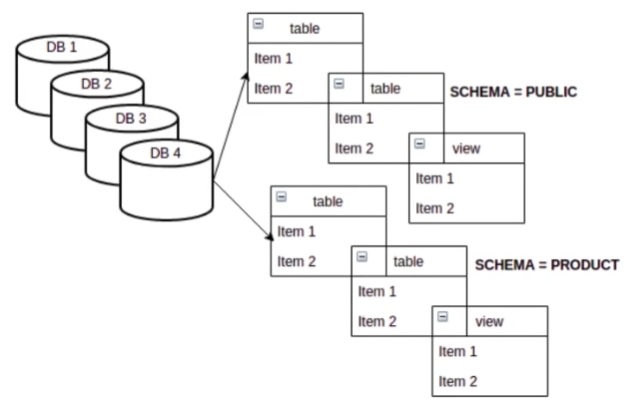 DB 1
DB 2
DB 3
DB 4
table
Item 1
Item 2
table
Item 1
Item 2
view
Item 1
Item 2
SCHEMA = PUBLIC
table
Item 1
Item 2
table
Item 1
Item 2
view
Item 1
Item 2
SCHEMA = PRODUCT